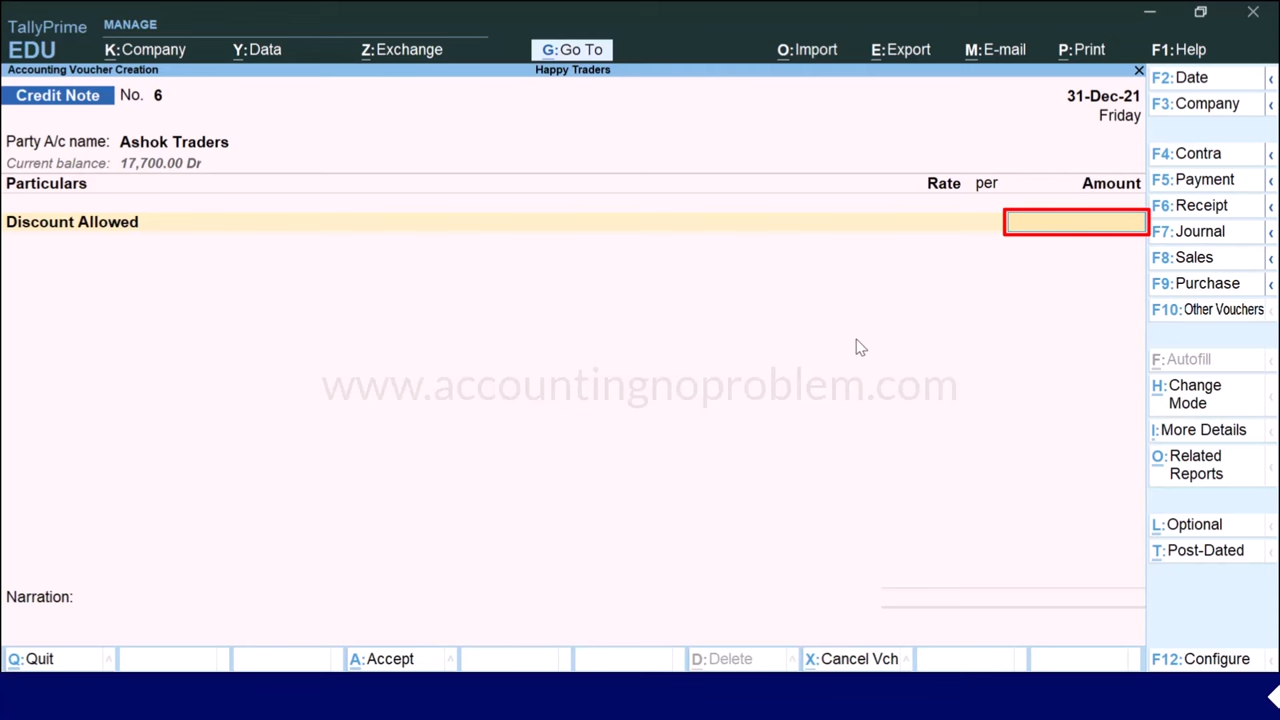 TallyPrime
EDU
MANAGE
K:Company
Y:Data
Z:Exchange
G:Go To
O:Import
E:Export
M:E-mail
P:Print
F1:Help
Accounting Voucher Creation
Happy Traders
Credit Note No. 6
31-Dec-21
Friday
Party A/c name: Ashok Traders
Current balance: 17,700.00 Dr
Particulars Rate per Amount
Discount Allowed
www.accountingnoproblem.com
Narration:
Q:Quit
A:Accept
D:Delete
X:Cancel Vch
F2:Date
F3:Company
F4:Contra
F5:Payment
F6:Receipt
F7:Journal
F8:Sales
F9:Purchase
F10:Other Vouchers
F:Autofill
H:Change
Mode
I:More Details
O:Related
Reports
L:Optional
T:Post-Dated
F12:Configure